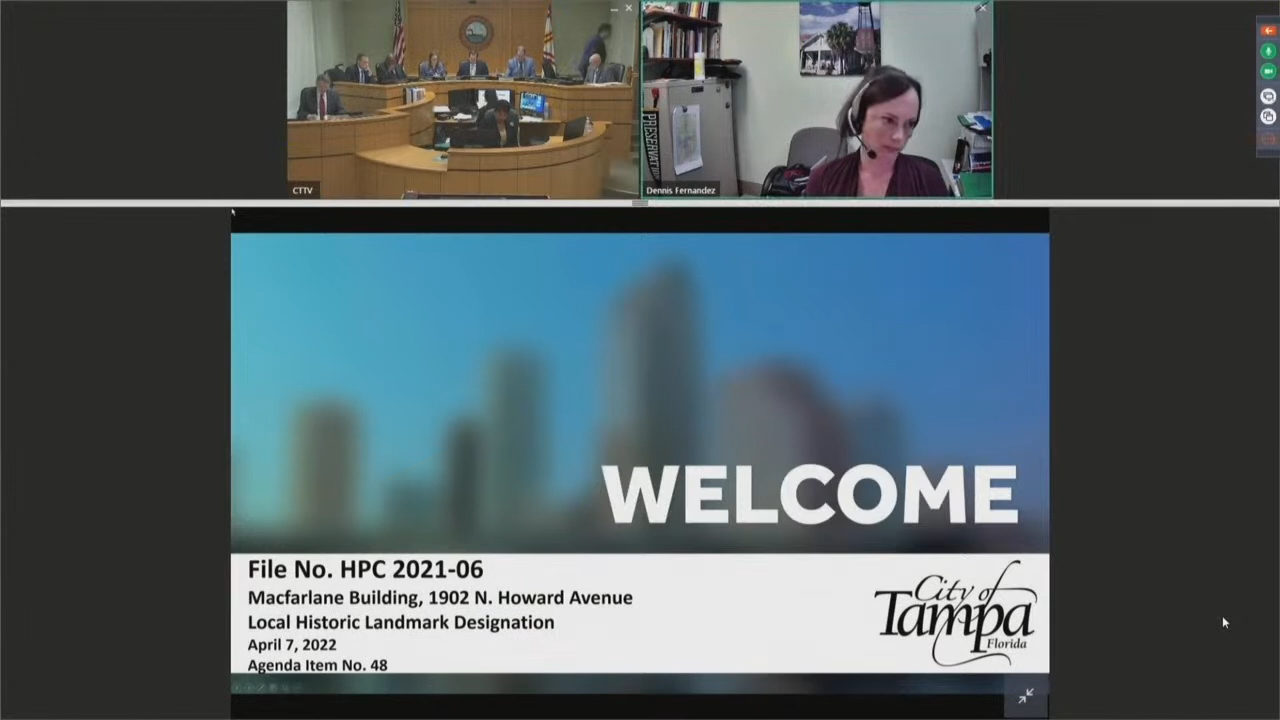 CTTV
PRESERVAT
Dennis Fernandez
WELCOME
File No. HPC 2021-06
Macfarlane Building, 1902 N. Howard Avenue
Local Historic Landmark Designation
April 7, 2022
Agenda Item No. 48
City of
Tampa
Florida